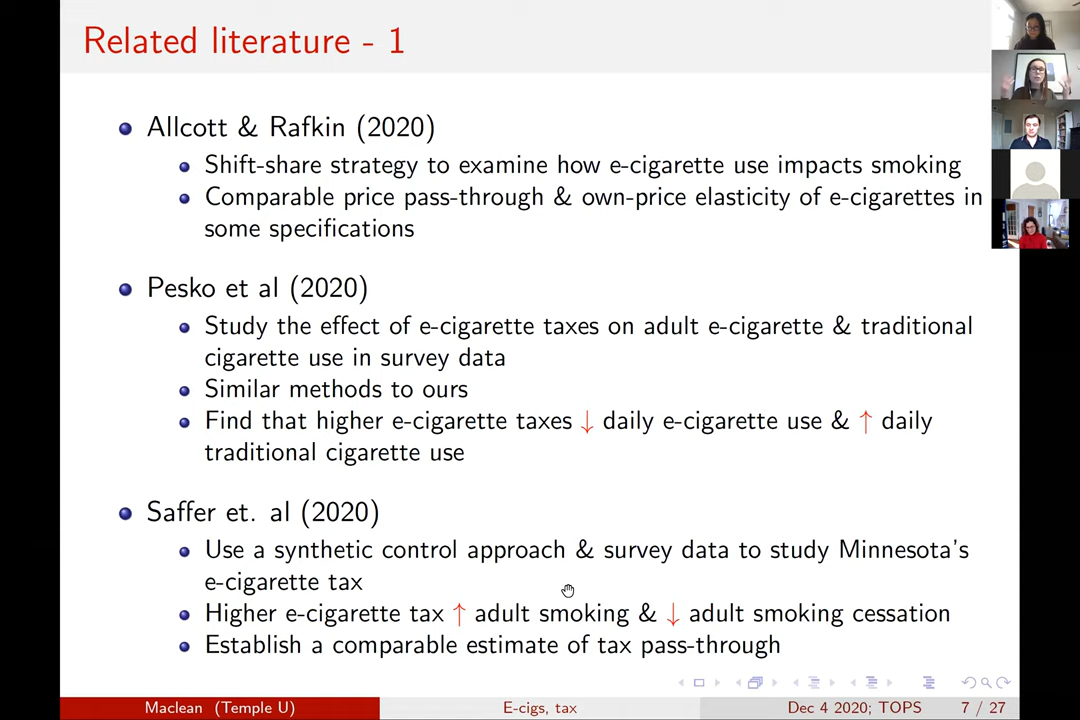 Related literature - 1
Allcott & Rafkin (2020)
Shift-share strategy to examine how e-cigarette use impacts smoking
Comparable price pass-through & own-price elasticity of e-cigarettes in
some specifications
Pesko et al (2020)
Study the effect of e-cigarette taxes on adult e-cigarette & traditional
cigarette use in survey data
Similar methods to ours
Find that higher e-cigarette taxes ↓ daily e-cigarette use & ↑ daily
traditional cigarette use
Saffer et. al (2020)
Use a synthetic control approach & survey data to study Minnesota's
e-cigarette tax
Higher e-cigarette tax ↑ adult smoking & ↓ adult smoking cessation
Establish a comparable estimate of tax pass-through
Maclean (Temple U) E-cigs, tax Dec 4 2020; TOPS 7 / 27